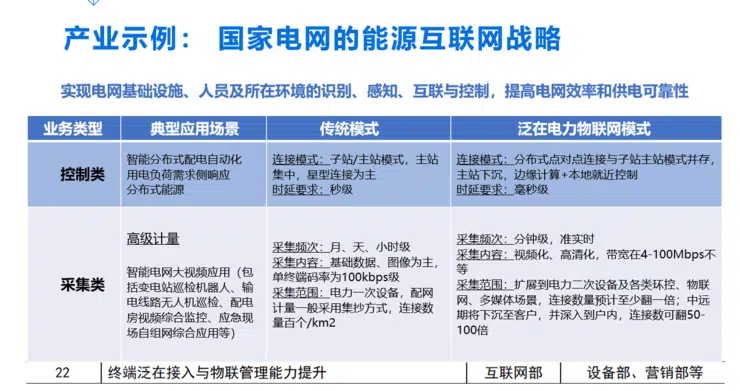 产业示例： 国家电网的能源互联网战略
实现电网基础设施、人员及所在环境的识别、感知、互联与控制，提高电网效率和供电可靠性
业务类型
典型应用场景
传统模式
泛在电力物联网模式
控制类
智能分布式配电自动化
用电负荷需求侧响应
分布式能源
连接模式：子站/主站模式，主站
集中，星型连接为主
时延要求：秒级
连接模式：分布式点对点连接与子站主站模式并存，
主站下沉，边缘计算+本地就近控制
时延要求：毫秒级
采集类
高级计量
智能电网大视频应用（包
括变电站巡检机器人、输
电线路无人机巡检、配电
房视频综合监控、应急现
场自组网综合应用等）
采集频次：月、天、小时级
采集内容：基础数据、图像为主，
单终端码率为100kbps级
采集范围：电力一次设备，配网
计量一般采用集抄方式，连接数
量百个/km2
采集频次：分钟级，准实时
采集内容：视频化、高清化，带宽在4-100Mbps不
等
采集范围：扩展到电力二次设备及各类环控、物联
网、多媒体场景，连接数量预计至少翻一倍；中远
期将下沉至客户，并深入到户内，连接数可翻50-
100倍
22
终端泛在接入与物联管理能力提升
互联网部
设备部、营销部等